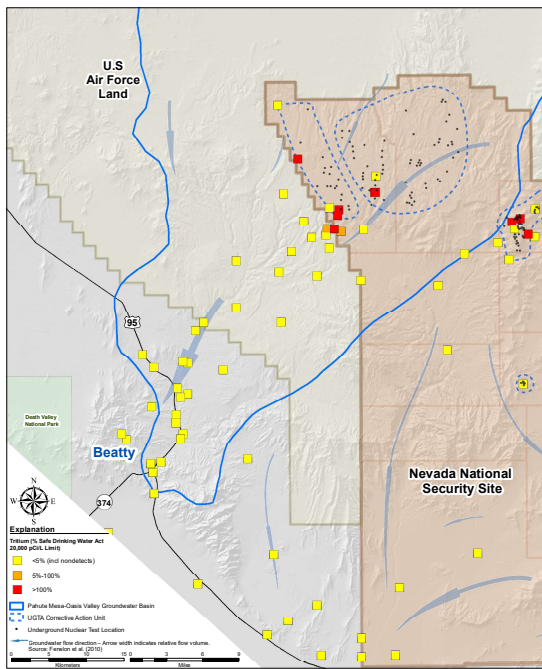 U.S
Air Force
Land
95
Death Valley
National Park
Beatty
Nevada National
Security Site
374
N
W E
S
Explanation
Tritium (% Safe Drinking Water Act
20,000 pCi/L Limit)
<5% (incl nondetects)
5%-100%
>100%
Pahute Mesa-Oasis Valley Groundwater Basin
UGTA Corrective Action Unit
Underground Nuclear Test Location
Groundwater flow direction – Arrow width indicates relative flow volume.
Source: Fenelon et al. (2010)
0 5 10 15 0 3 6 9
Kilometers Miles